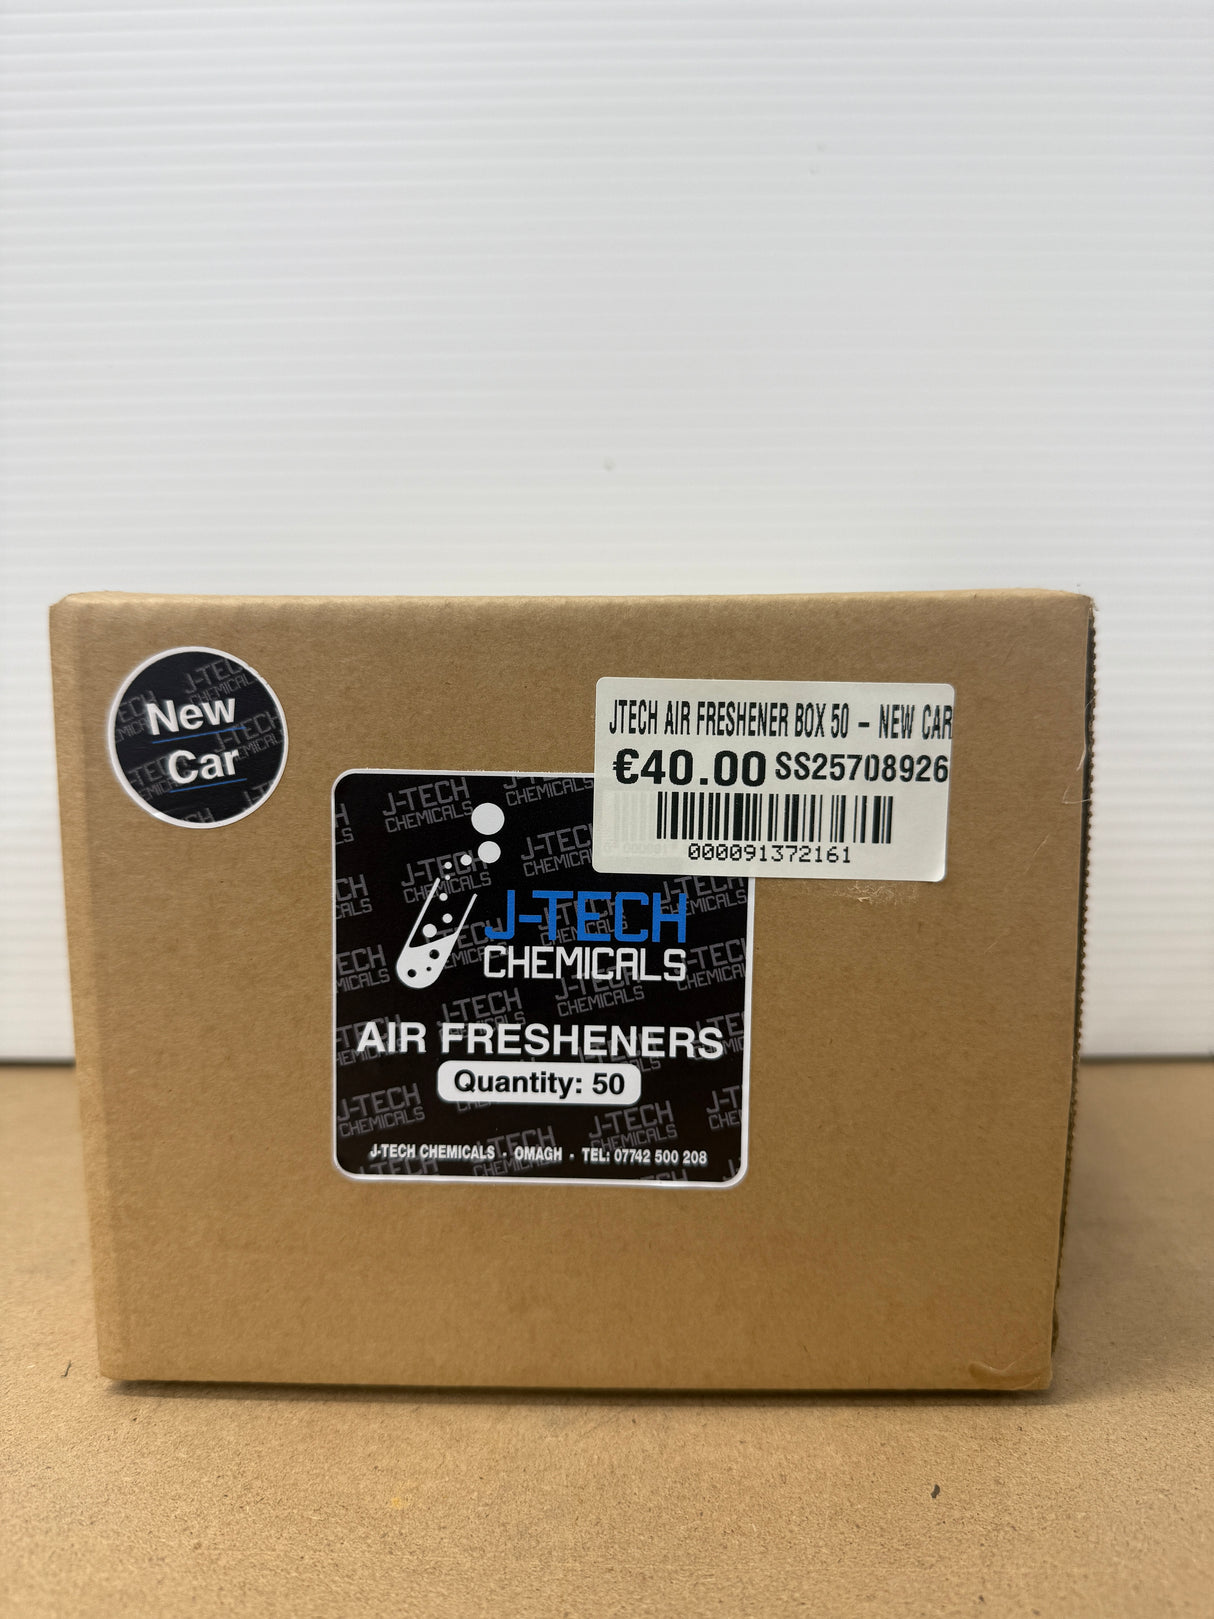 New
Car
JTECH AIR FRESHENER BOX 50 – NEW CAR
€40.00 SS25708926
000091372161
J-TECH
CHEMICALS
AIR FRESHENERS
Quantity: 50
J-TECH CHEMICALS · OMAGH · TEL: 07742 500 208